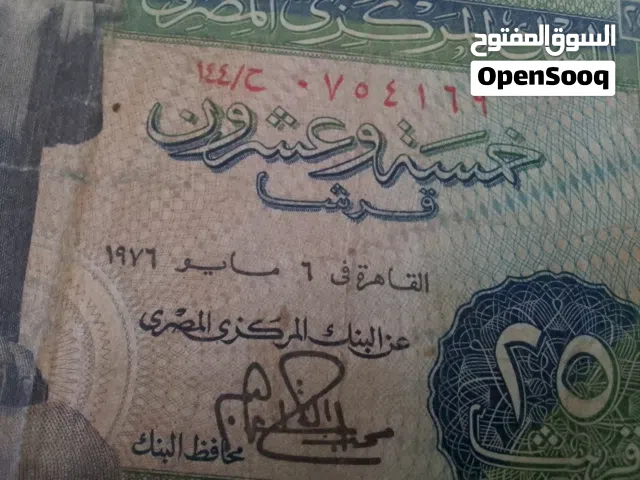 البنك المركزى المصرى
السوق المفتوح
OpenSooq
ح/١٤٤ ٠٧٥٤١٦٦
خمسة وعشرون
قرشا
القاهرة فى ٦ مايو ١٩٧٦
عن البنك المركزى المصرى
محافظ البنك
٢٥